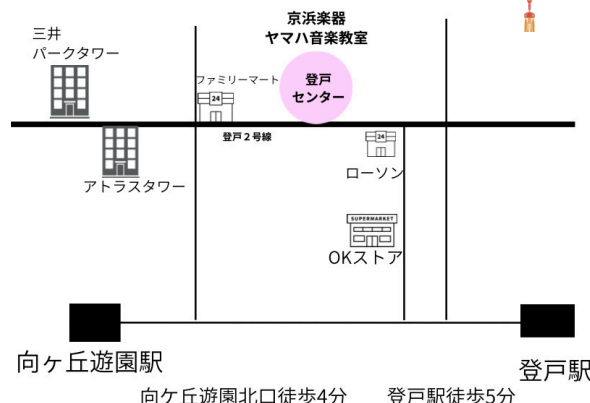 京浜楽器
ヤマハ音楽教室
三井
パークタワー
ファミリーマート
登戸
センター
24
登戸2号線
24
アトラスタワー
ローソン
SUPERMARKET
OKストア
向ヶ丘遊園駅
登戸駅
向ケ丘遊園北口徒歩4分
登戸駅徒歩5分